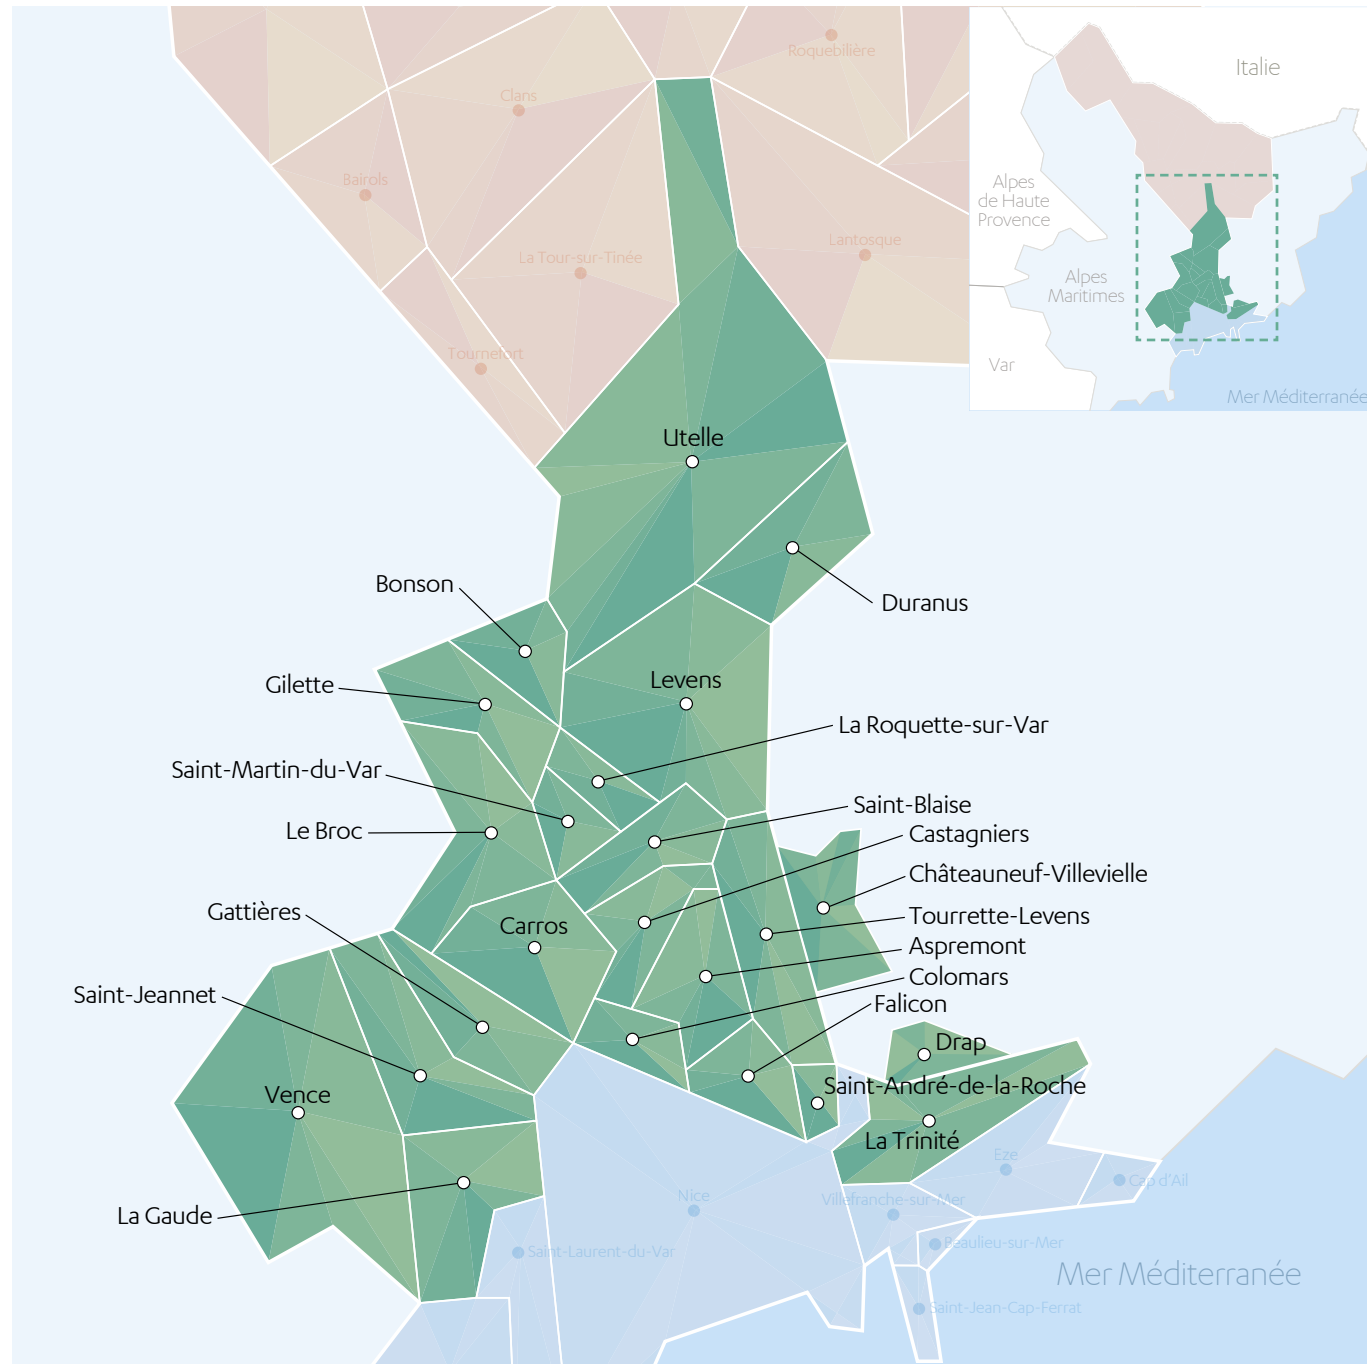 Roquebilière
Clans
Bairols
La Tour-sur-Tinée
Lantosque
Tournefort
Italie
Alpes
de Haute
Provence
Alpes
Maritimes
Var
Mer Méditerranée
Utelle
Bonson
Duranus
Gilette
Levens
La Roquette-sur-Var
Saint-Martin-du-Var
Saint-Blaise
Le Broc
Castagniers
Châteauneuf-Villevielle
Gattières
Carros
Tourrette-Levens
Aspremont
Saint-Jeannet
Colomars
Falicon
Drap
Vence
Saint-André-de-la-Roche
La Trinité
Eze
Cap d'Ail
La Gaude
Nice
Villefranche-sur-Mer
Saint-Laurent-du-Var
Beaulieu-sur-Mer
Mer Méditerranée
Saint-Jean-Cap-Ferrat